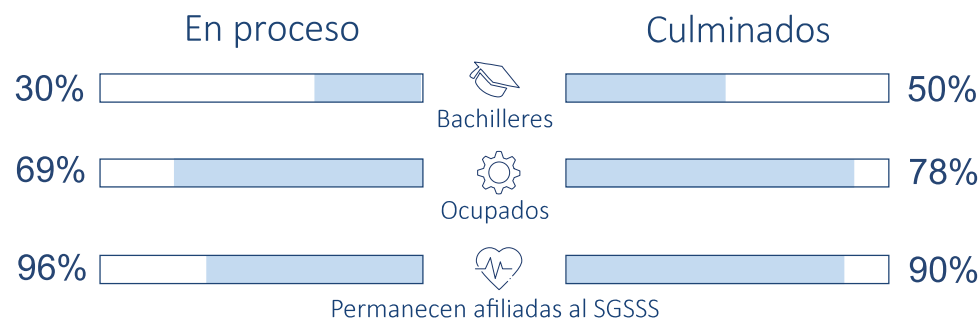 En proceso
Culminados
30%
Bachilleres
50%
69%
Ocupados
78%
96%
Permanecen afiliadas al SGSSS
90%